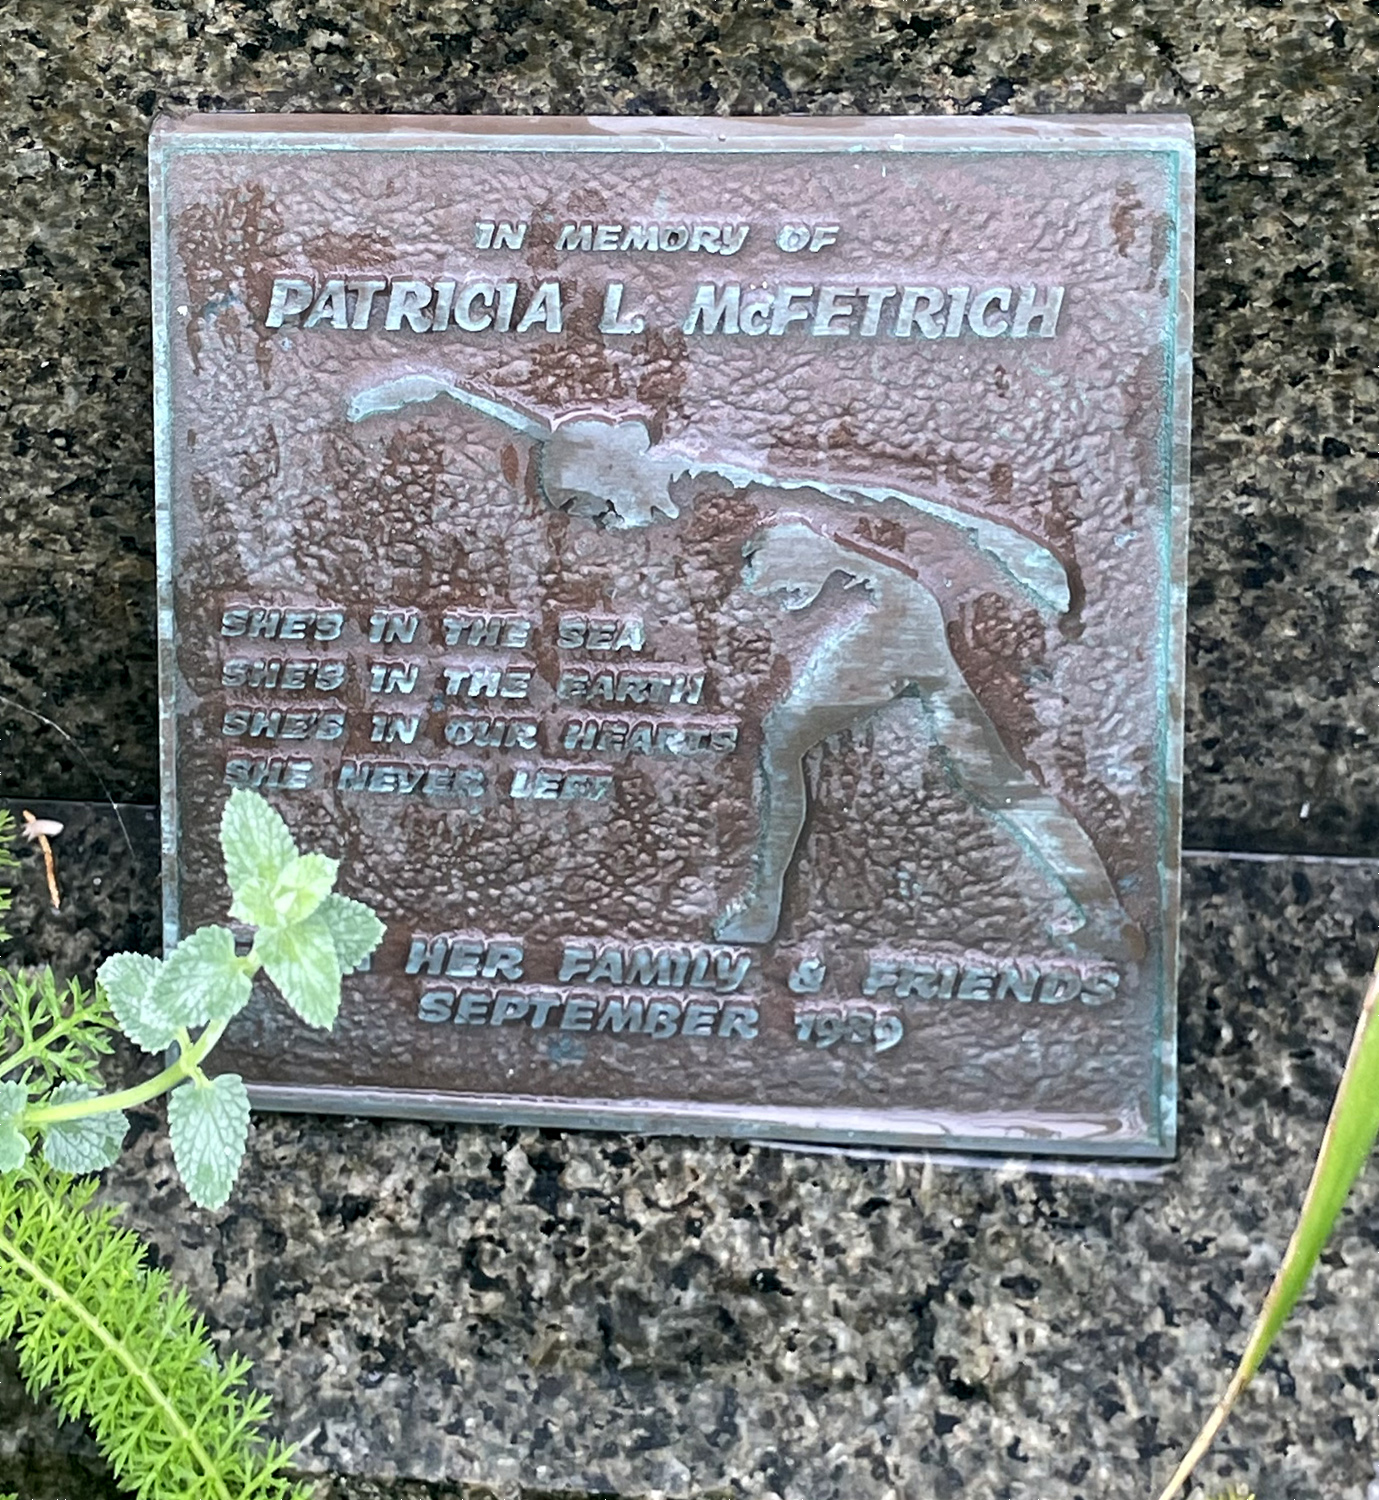 IN MEMORY OF
PATRICIA L. McFETRICH
SHE'S IN THE SEA
SHE'S IN THE EARTH
SHE'S IN OUR HEARTS
SHE NEVER LEFT
HER FAMILY & FRIENDS
SEPTEMBER 1989